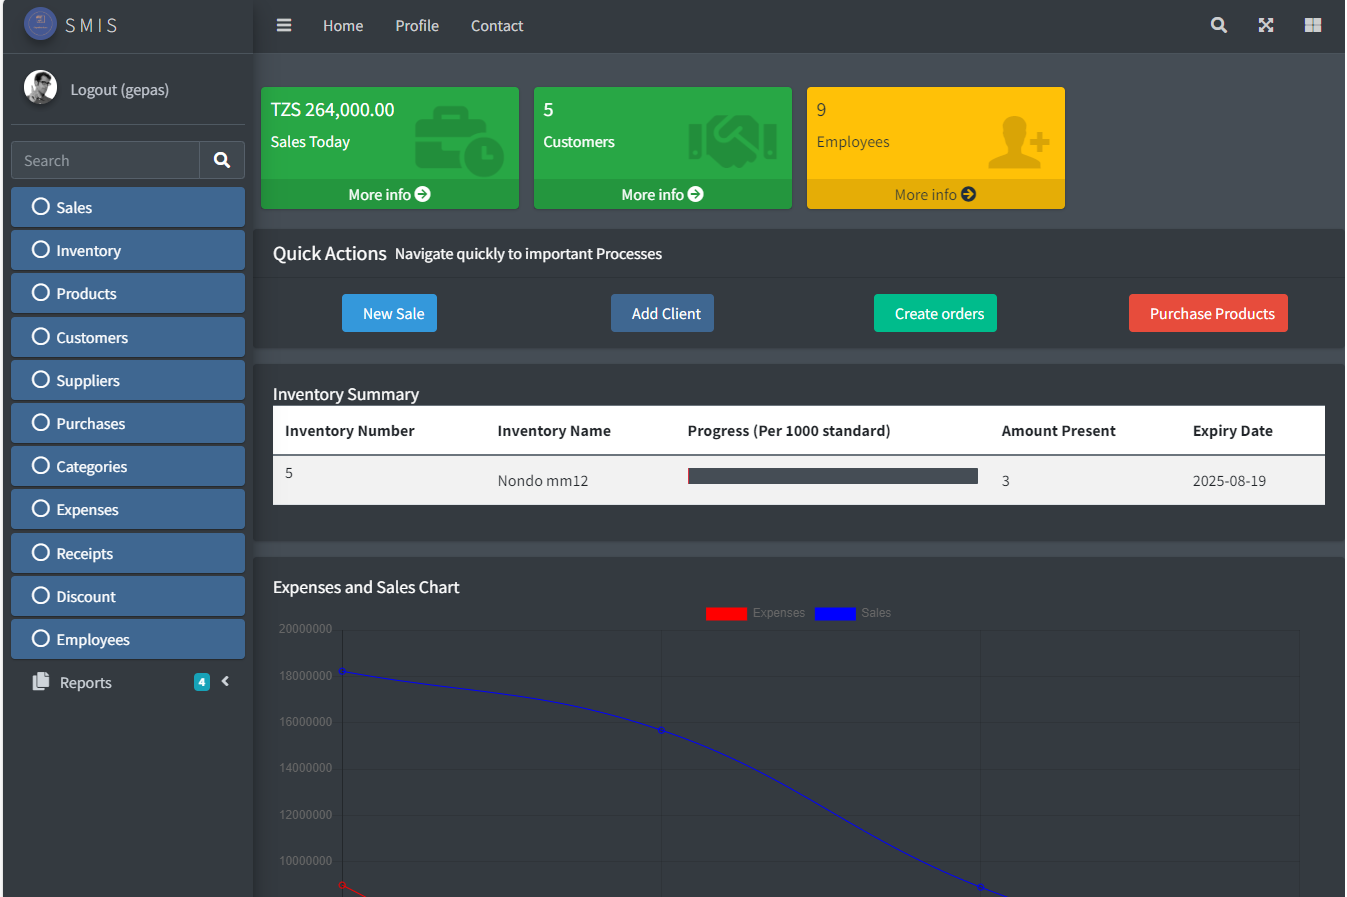 SMIS
Home Profile Contact
Logout (gepas)
Search
Sales
Inventory
Products
Customers
Suppliers
Purchases
Categories
Expenses
Receipts
Discount
Employees
Reports 4
TZS 264,000.00
Sales Today
More info
5
Customers
More info
9
Employees
More info
Quick Actions Navigate quickly to important Processes
New Sale Add Client Create orders Purchase Products
Inventory Summary
Inventory Number Inventory Name Progress (Per 1000 standard) Amount Present Expiry Date
5 Nondo mm12 3 2025-08-19
Expenses and Sales Chart
Expenses Sales
20000000
18000000
16000000
14000000
12000000
10000000